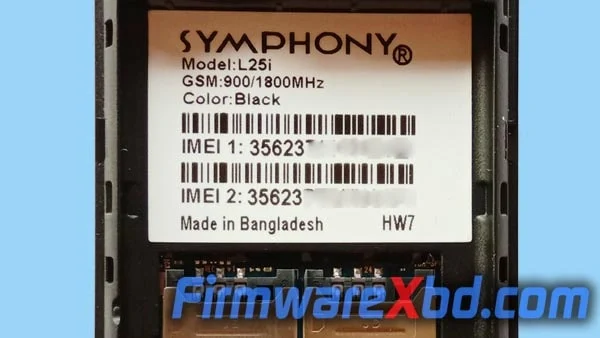 SYMPHONY®
Model:L25i
GSM:900/1800MHz
Color:Black
IMEI 1: 35623
IMEI 2: 35623
Made in Bangladesh HW7
FirmwareXbd.com